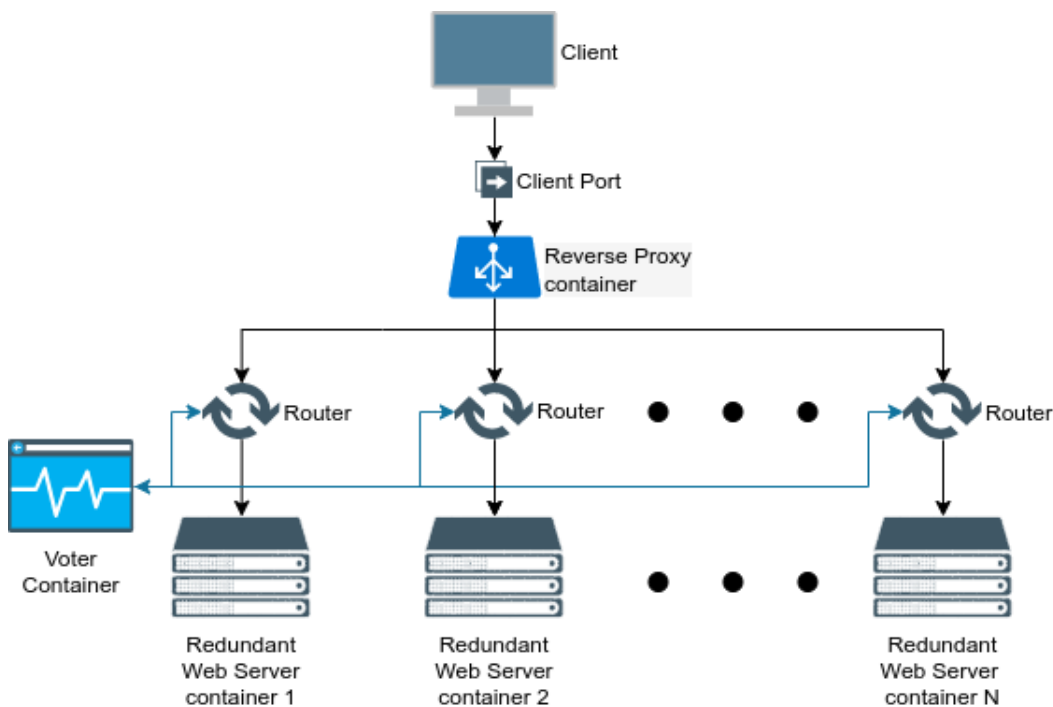 Client
Client Port
Reverse Proxy
container
Router
Router
Router
Voter
Container
Redundant
Web Server
container 1
Redundant
Web Server
container 2
Redundant
Web Server
container N